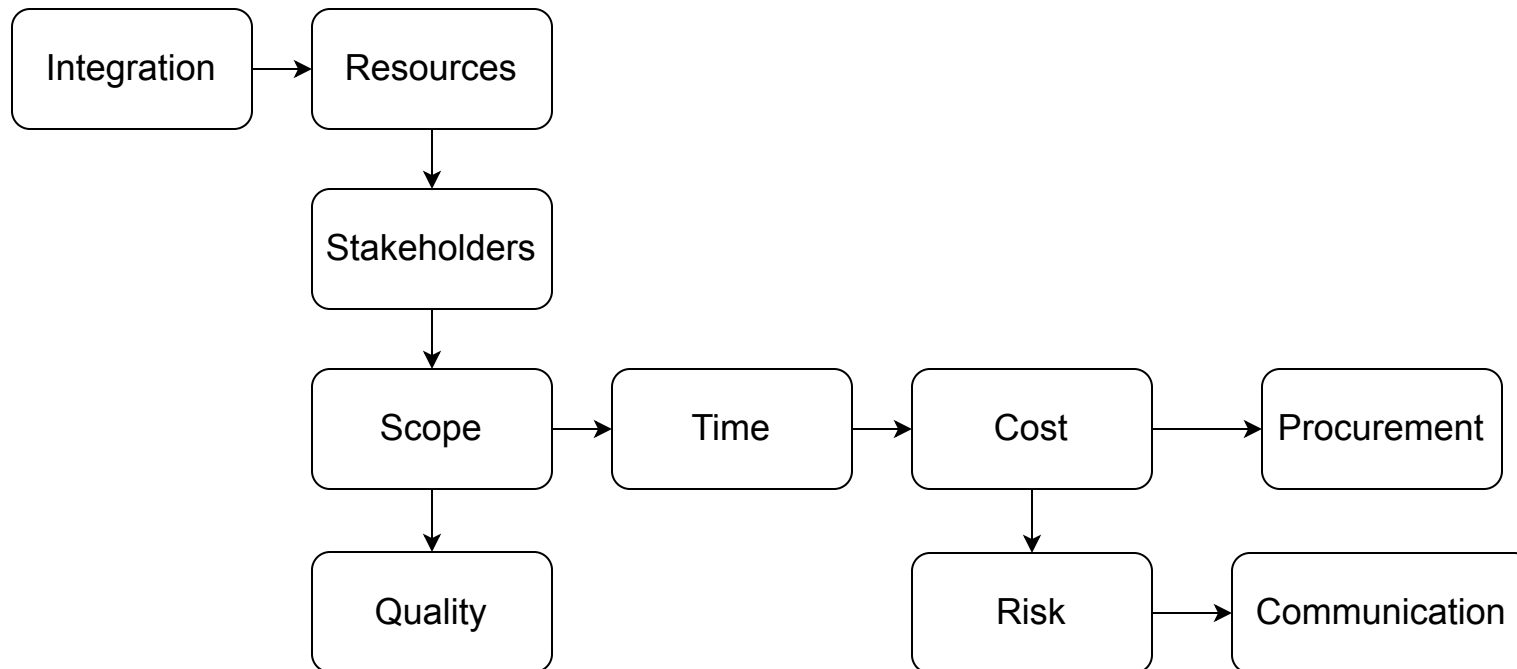 Integration
Resources
Stakeholders
Scope
Time
Cost
Procurement
Quality
Risk
Communication